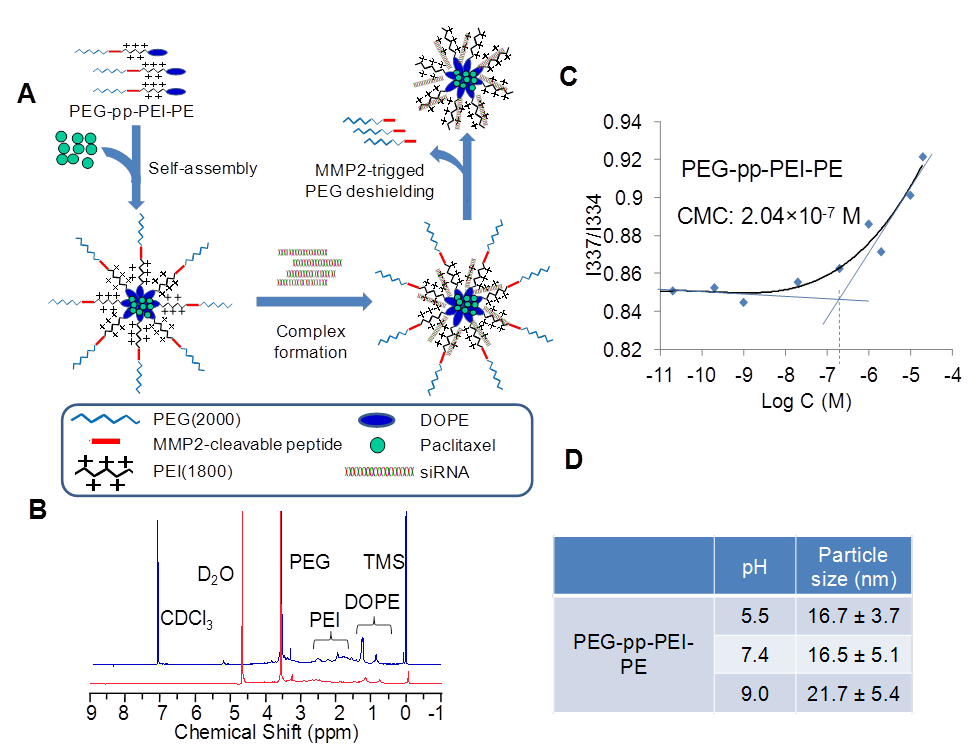 A
PEG-pp-PEI-PE
Self-assembly
MMP2-trigged
PEG deshielding
Complex
formation
PEG(2000)
MMP2-cleavable peptide
PEI(1800)
DOPE
Paclitaxel
siRNA
B
CDCl3
D2O
PEG
PEI
DOPE
TMS
9 8 7 6 5 4 3 2 1 0 -1
Chemical Shift (ppm)
C
I337/I334
0.94
0.92
0.9
0.88
0.86
0.84
0.82
PEG-pp-PEI-PE
CMC: 2.04×10-7 M
-11 -10 -9 -8 -7 -6 -5 -4
Log C (M)
D
pH
Particle
size (nm)
PEG-pp-PEI-
PE
5.5 16.7 ± 3.7
7.4 16.5 ± 5.1
9.0 21.7 ± 5.4